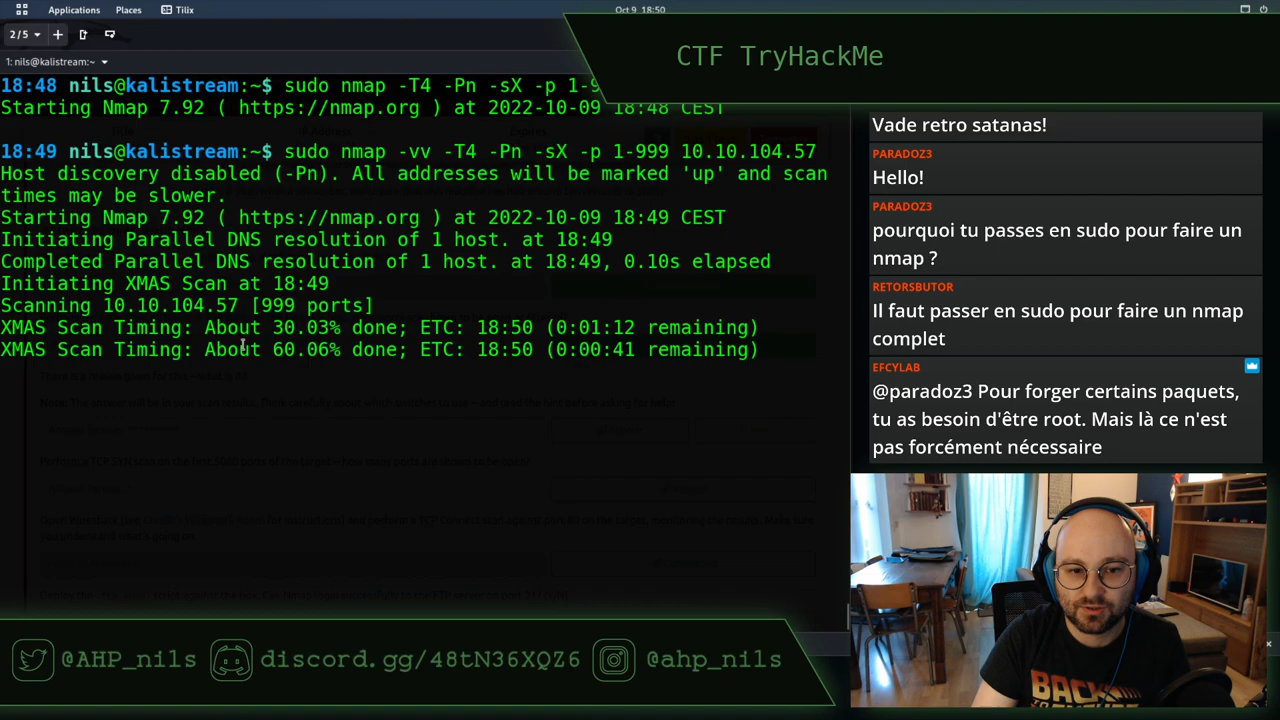 Applications Places Tilix
Oct 9 18:50
2/5
1: nils@kalistream:~
CTF TryHackMe
18:48 nils@kalistream:~$ sudo nmap -T4 -Pn -sX -p 1-9
Starting Nmap 7.92 ( https://nmap.org ) at 2022-10-09 18:48 CEST
18:49 nils@kalistream:~$ sudo nmap -vv -T4 -Pn -sX -p 1-999 10.10.104.57
Host discovery disabled (-Pn). All addresses will be marked 'up' and scan
times may be slower.
Starting Nmap 7.92 ( https://nmap.org ) at 2022-10-09 18:49 CEST
Initiating Parallel DNS resolution of 1 host. at 18:49
Completed Parallel DNS resolution of 1 host. at 18:49, 0.10s elapsed
Initiating XMAS Scan at 18:49
Scanning 10.10.104.57 [999 ports]
XMAS Scan Timing: About 30.03% done; ETC: 18:50 (0:01:12 remaining)
XMAS Scan Timing: About 60.06% done; ETC: 18:50 (0:00:41 remaining)
Vade retro satanas!
PARADOZ3
Hello!
PARADOZ3
pourquoi tu passes en sudo pour faire un
nmap ?
RETORSBUTOR
Il faut passer en sudo pour faire un nmap
complet
EFCYLAB
@paradoz3 Pour forger certains paquets,
tu as besoin d'être root. Mais là ce n'est
pas forcément nécessaire
BACK
@AHP_nils discord.gg/48tN36XQZ6 @ahp_nils